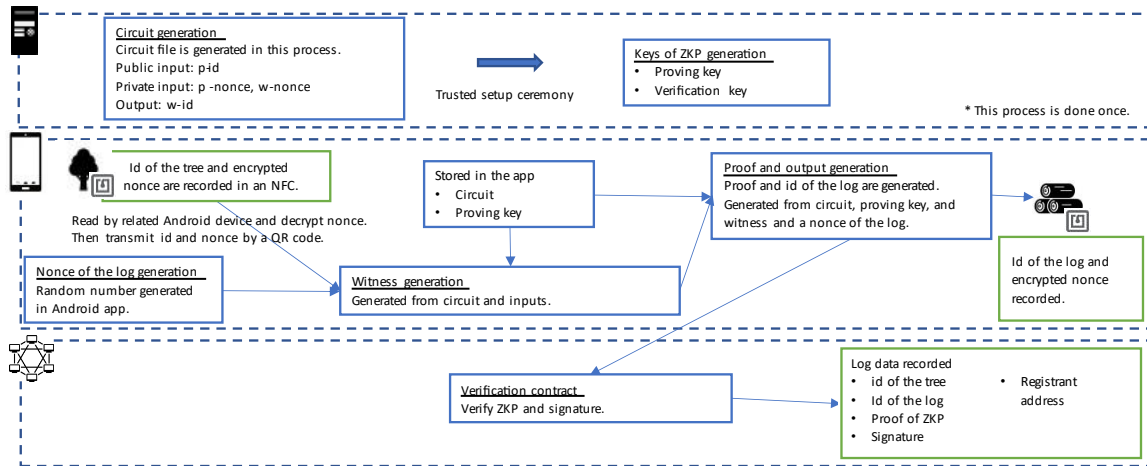 Circuit generation
Circuit file is generated in this process.
Public input: p-id
Private input: p -nonce, w-nonce
Output: w-id
Trusted setup ceremony
Keys of ZKP generation
• Proving key
• Verification key
* This process is done once.
Id of the tree and encrypted
nonce are recorded in an NFC.
Read by related Android device and decrypt nonce.
Then transmit id and nonce by a QR code.
Nonce of the log generation
Random number generated
in Android app.
Stored in the app
• Circuit
• Proving key
Witness generation
Generated from circuit and inputs.
Proof and output generation
Proof and id of the log are generated.
Generated from circuit, proving key, and
witness and a nonce of the log.
Id of the log and
encrypted nonce
recorded.
Verification contract
Verify ZKP and signature.
Log data recorded
• id of the tree
• Id of the log
• Proof of ZKP
• Signature
• Registrant
address